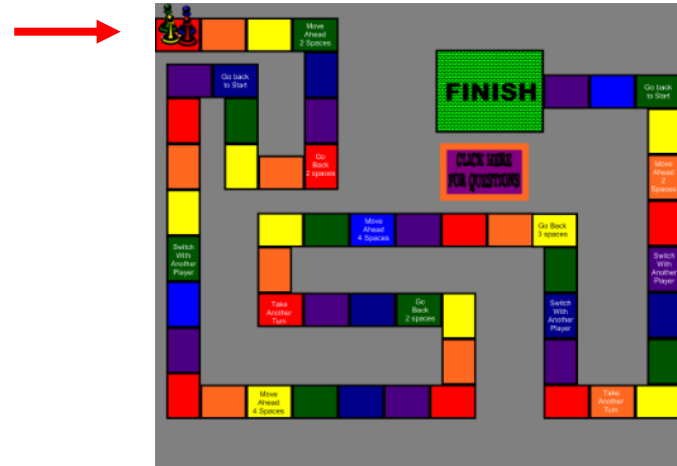 Move
Ahead
2 Spaces
Go back
to Start
Go
Back
2 spaces
FINISH
Go back
to Start
CLICK HERE
FOR QUESTIONS
Move
Ahead
2
Spaces
Move
Ahead
4 Spaces
Go Back
3 spaces
Switch
With
Another
Player
Switch
With
Another
Player
Take
Another
Turn
Go
Back
2 spaces
Switch
With
Another
Player
Move
Ahead
4 Spaces
Take
Another
Turn